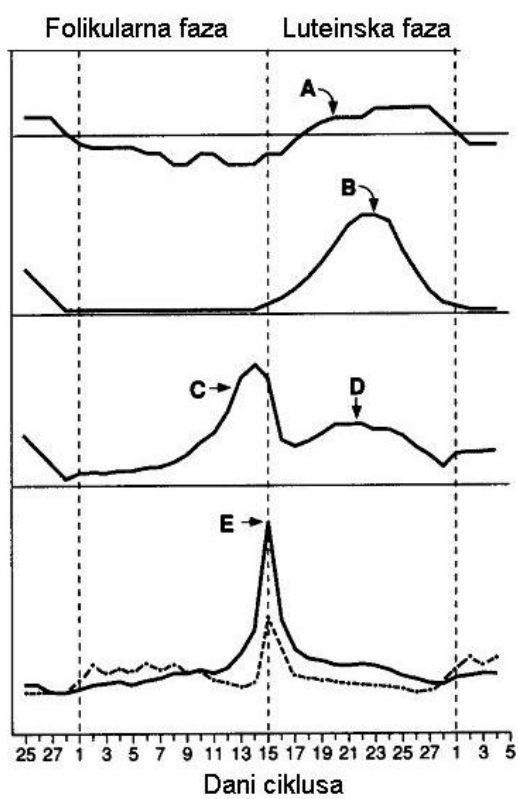 Folikularna faza Luteinska faza
A
B
C
D
E
25 27 1 3 5 7 9 11 13 15 17 19 21 23 25 27 1 3 5
Dani ciklusa